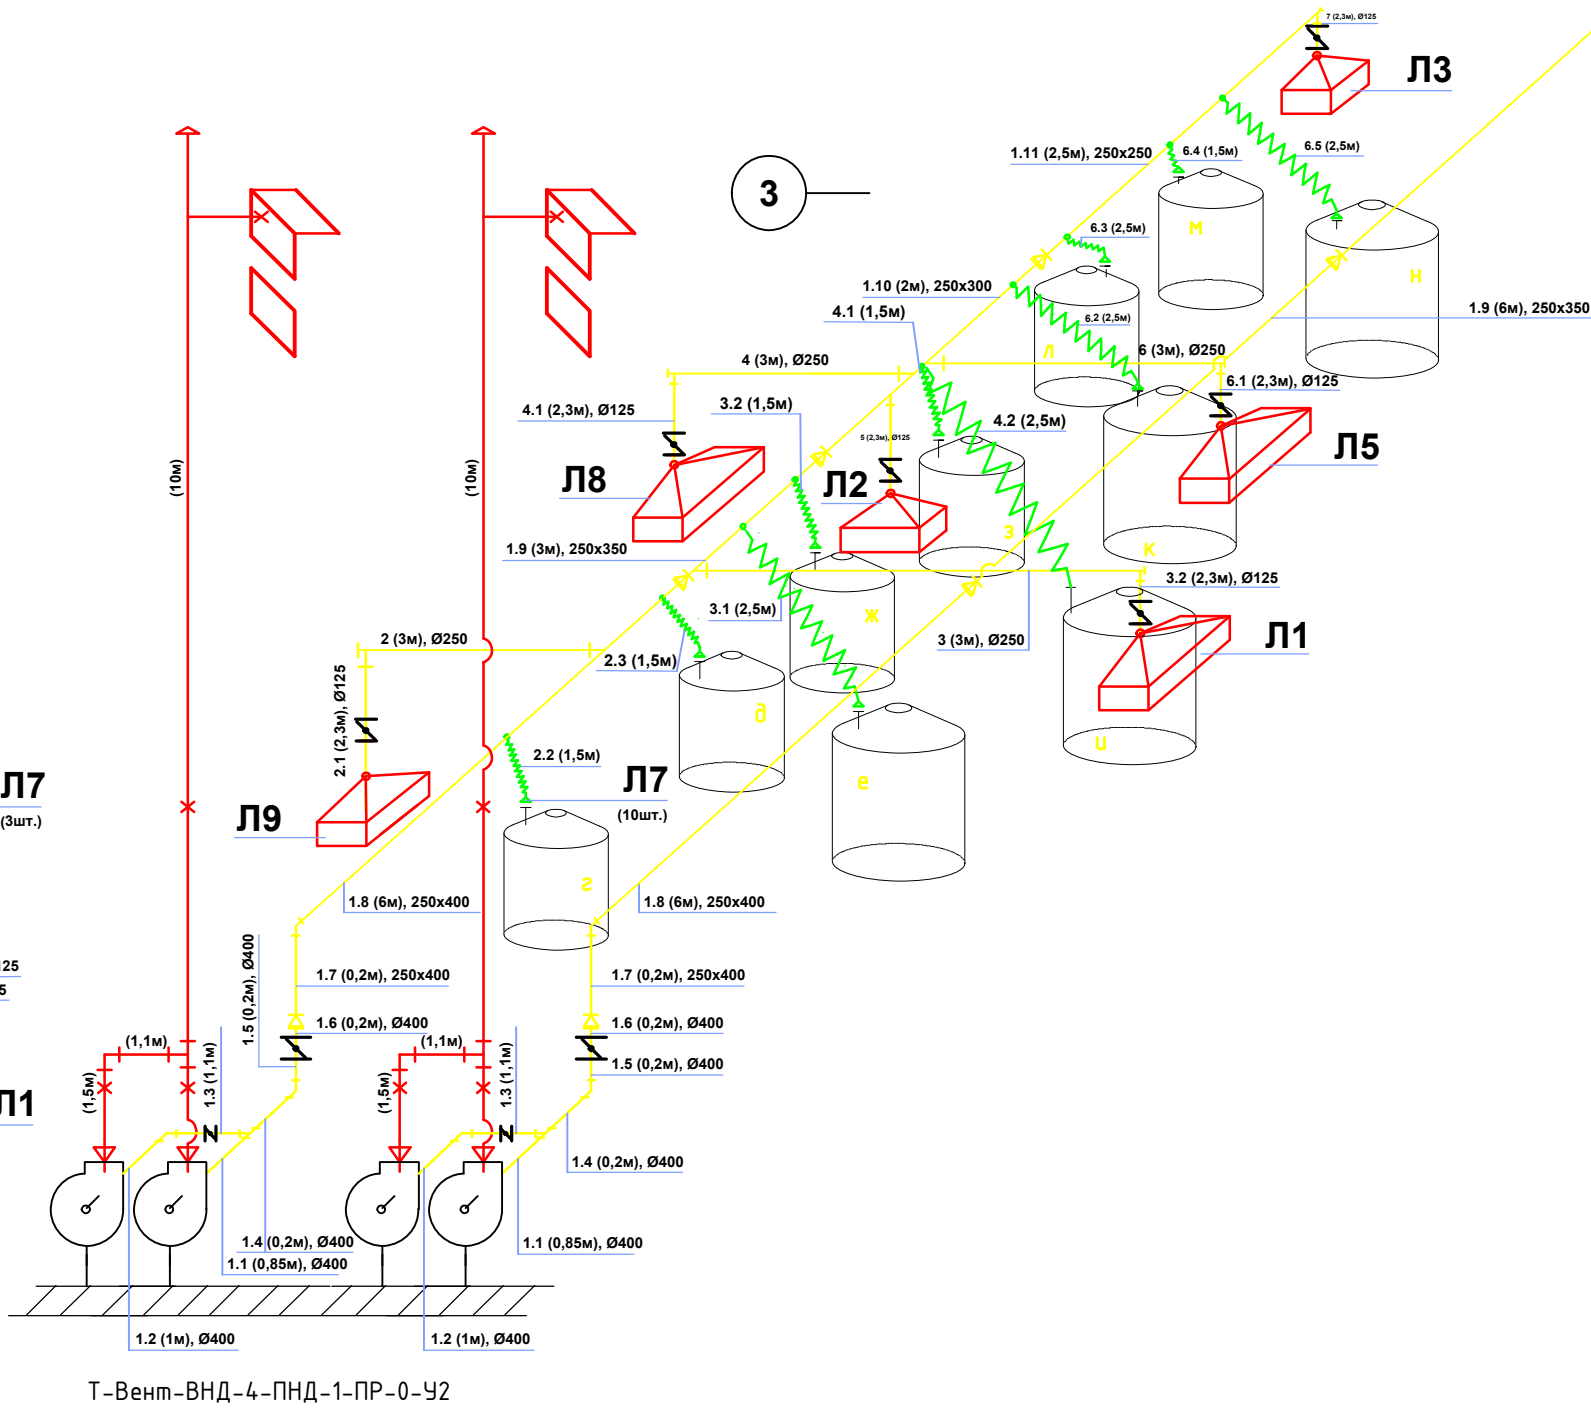 7 (2,3м), Ø125
Л3
1.11 (2,5м), 250x250
6.4 (1,5м)
6.5 (2,5м)
3
м
6.3 (2,5м)
н
1.10 (2м), 250x300
4.1 (1,5м)
6.2 (2,5м)
1.9 (6м), 250x350
л
4 (3м), Ø250
6 (3м), Ø250
4.1 (2,3м), Ø125
3.2 (1,5м)
6.1 (2,3м), Ø125
4.2 (2,5м)
5 (2,3м), Ø125
(10м)
(10м)
Л8
Л2
Л5
з
к
1.9 (3м), 250x350
3.2 (2,3м), Ø125
3.1 (2,5м)
ж
2 (3м), Ø250
3 (3м), Ø250
Л1
2.3 (1,5м)
2.1 (2,3м), Ø125
д
и
2.2 (1,5м)
Л7
(3шт.)
Л7
(10шт.)
е
Л9
г
1.8 (6м), 250x400
1.8 (6м), 250x400
1.5 (0,2м), Ø400
25
5
1.7 (0,2м), 250x400
1.7 (0,2м), 250x400
1.6 (0,2м), Ø400
1.6 (0,2м), Ø400
(1,1м)
(1,1м)
1.5 (0,2м), Ø400
(1,5м)
1.3 (1,1м)
(1,5м)
1.3 (1,1м)
Л1
1.4 (0,2м), Ø400
1.4 (0,2м), Ø400
1.1 (0,85м), Ø400
1.1 (0,85м), Ø400
1.2 (1м), Ø400
1.2 (1м), Ø400
Т-Вент-ВНД-4-ПНД-1-ПР-0-У2